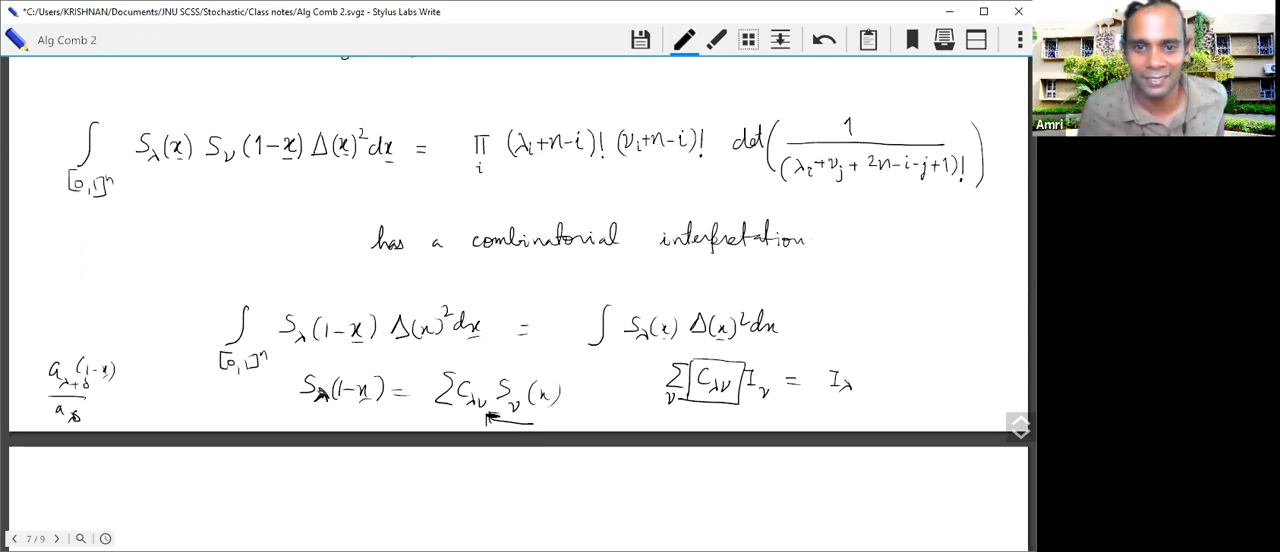 *C:/Users/KRISHNAN/Documents/JNU SCSS/Stochastic/Class notes/Alg Comb 2.svgz - Stylus Labs Write
Alg Comb 2
Amri
∫_{[0,1]^n} S_λ(x) S_ν(1-x) Δ(x)^2 dx = ∏_i (λ_i+n-i)! (ν_i+n-i)! det( 1 / (λ_i+ν_j+2n-i-j+1)! )
has a combinatorial interpretation
∫_{[0,1]^n} S_λ(1-x) Δ(x)^2 dx = ∫ S_λ(x) Δ(x)^2 dx
a_{λ+δ}(1-x) / a_δ
S_λ(1-x) = ∑ C_{λν} S_ν(x)
∑_ν C_{λν} I_ν = I_λ
7/9